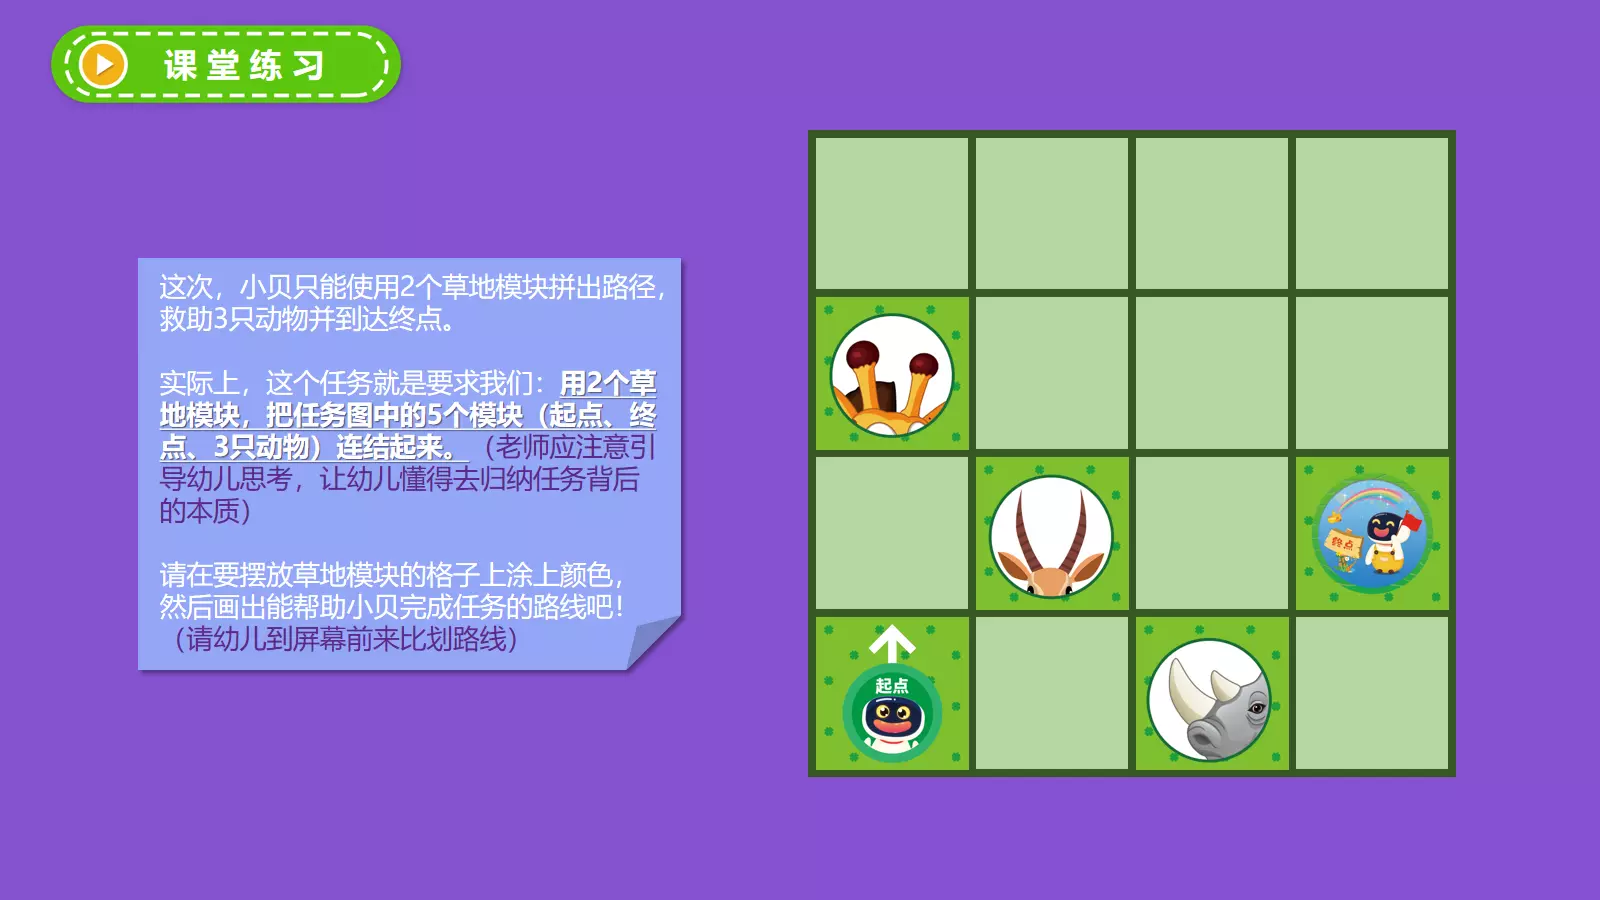 课堂练习
这次，小贝只能使用2个草地模块拼出路径，
救助3只动物并到达终点。
实际上，这个任务就是要求我们：用2个草
地模块，把任务图中的5个模块（起点、终
点、3只动物）连结起来。（老师应注意引
导幼儿思考，让幼儿懂得去归纳任务背后
的本质）
请在要摆放草地模块的格子上涂上颜色，
然后画出能帮助小贝完成任务的路线吧！
（请幼儿到屏幕前来比划路线）
终点
起点